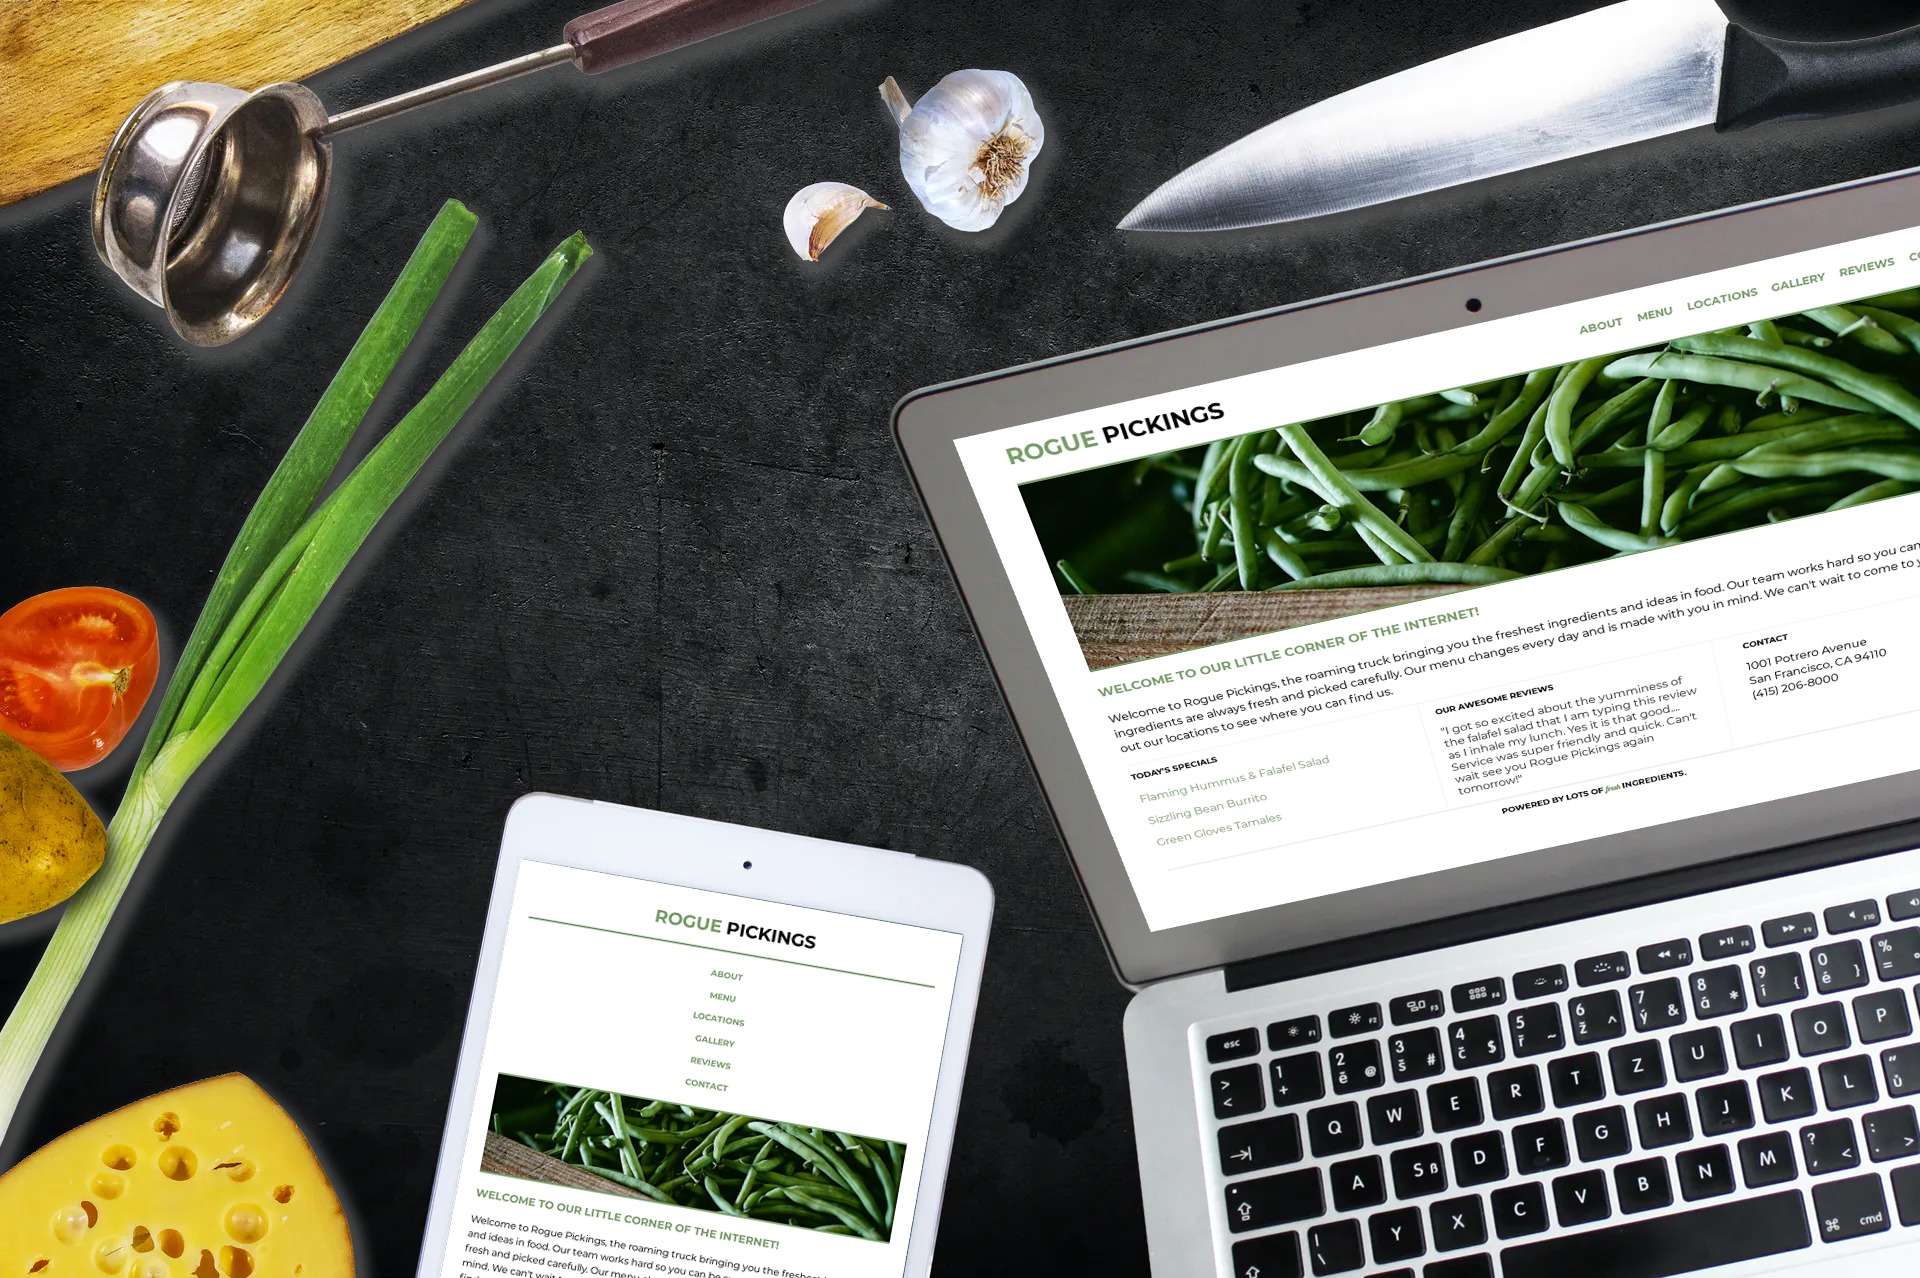 ABOUT MENU LOCATIONS GALLERY REVIEWS
ROGUE PICKINGS
WELCOME TO OUR LITTLE CORNER OF THE INTERNET!
Welcome to Rogue Pickings, the roaming truck bringing you the freshest ingredients and ideas in food. Our team works hard so you can
ingredients are always fresh and picked carefully. Our menu changes every day and is made with you in mind. We can't wait to come to
out our locations to see where you can find us.
TODAY'S SPECIALS
Flaming Hummus & Falafel Salad
Sizzling Bean Burrito
Green Gloves Tamales
OUR AWESOME REVIEWS
"I got so excited about the yumminess of
the falafel salad that I am typing this review
as I inhale my lunch. Yes it is that good....
Service was super friendly and quick. Can't
wait see you Rogue Pickings again
tomorrow!"
CONTACT
1001 Potrero Avenue
San Francisco, CA 94110
(415) 206-8000
POWERED BY LOTS OF fresh INGREDIENTS.
ROGUE PICKINGS
ABOUT
MENU
LOCATIONS
GALLERY
REVIEWS
CONTACT
WELCOME TO OUR LITTLE CORNER OF THE INTERNET!
Welcome to Rogue Pickings, the roaming truck bringing you the
and ideas in food. Our team works hard so you can be
fresh and picked carefully. Our menu
mind. We can't wait
esc F1 F2 F3 F4 F5 F6 F7 F8 F9 F10
> < 1 + 2 ě @ 3 š # 4 č $ 5 ř ~ 6 ž ^ 7 ý & 8 á * 9 í { 0 é } % =
Q W E R T Z U I O P
A S ß D F G H J K L ů
Y X C V B N M ? , < : . >
cmd